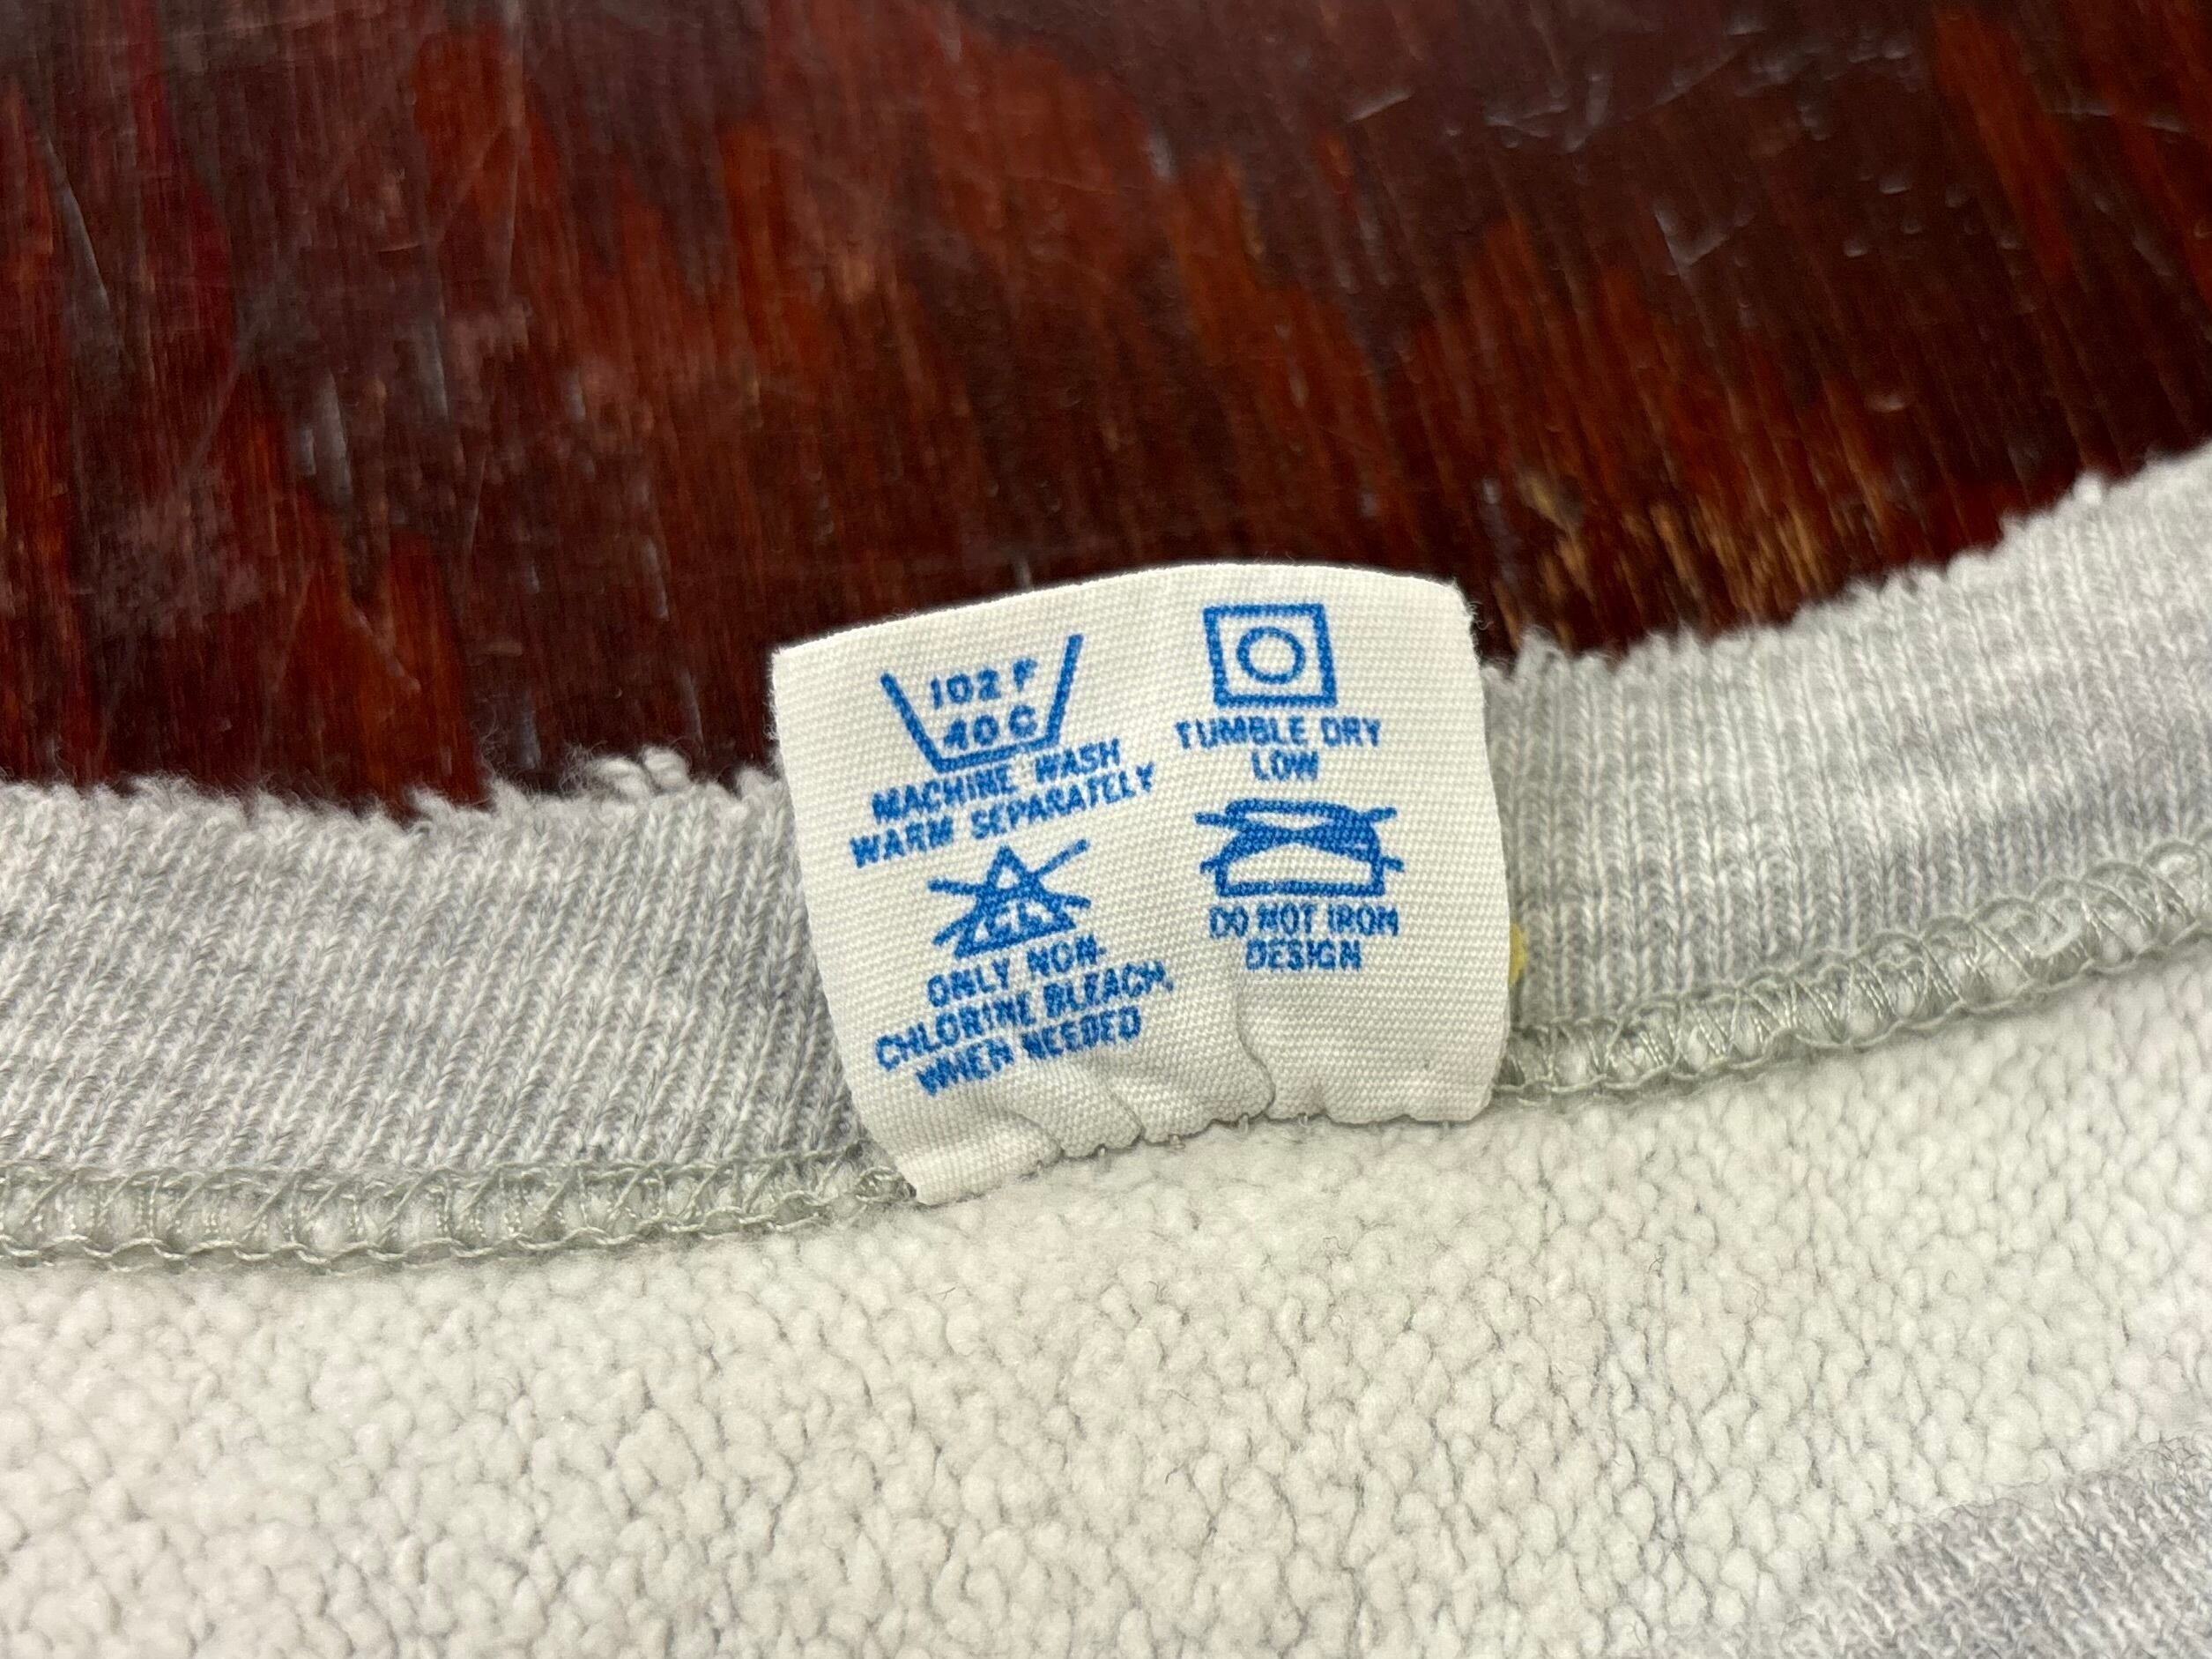 102 F
40 C
MACHINE WASH
WARM SEPARATELY
CL
ONLY NON-
CHLORINE BLEACH,
WHEN NEEDED
TUMBLE DRY
LOW
DO NOT IRON
DESIGN